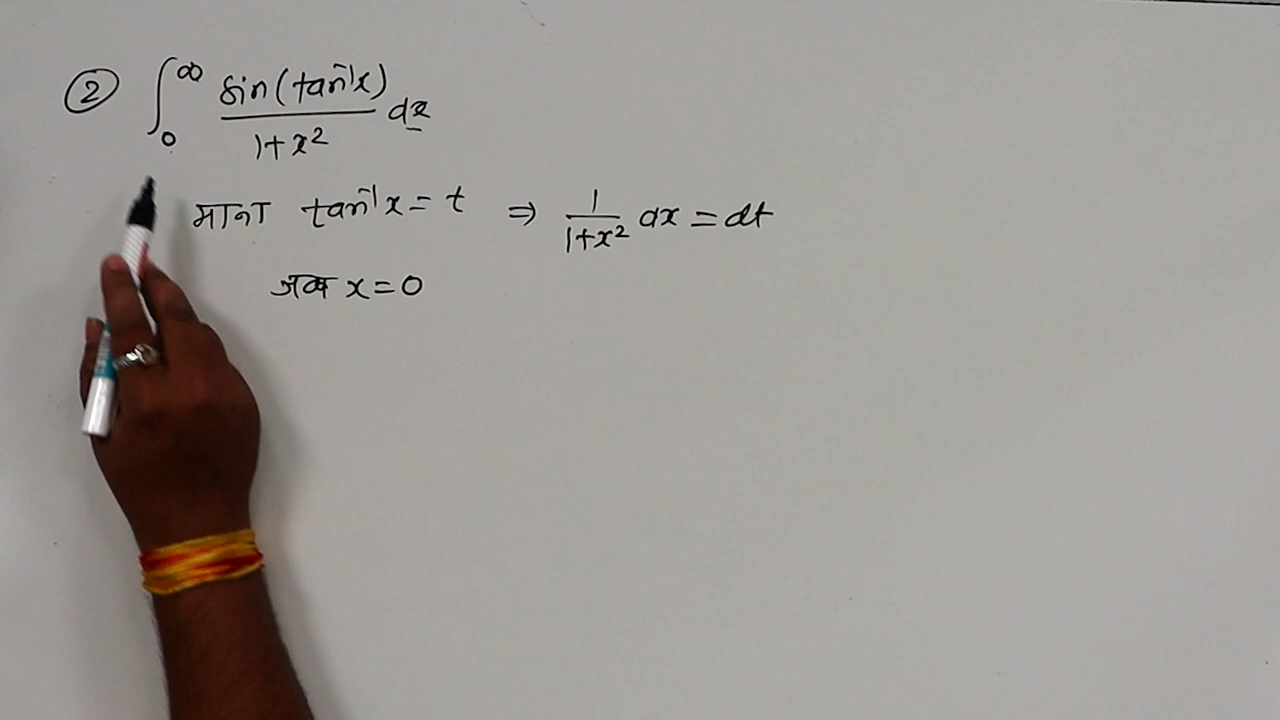 ② ∫₀^∞ sin(tan⁻¹x)/(1+x²) dx
माना tan⁻¹x = t ⇒ 1/(1+x²) dx = dt
जब x = 0